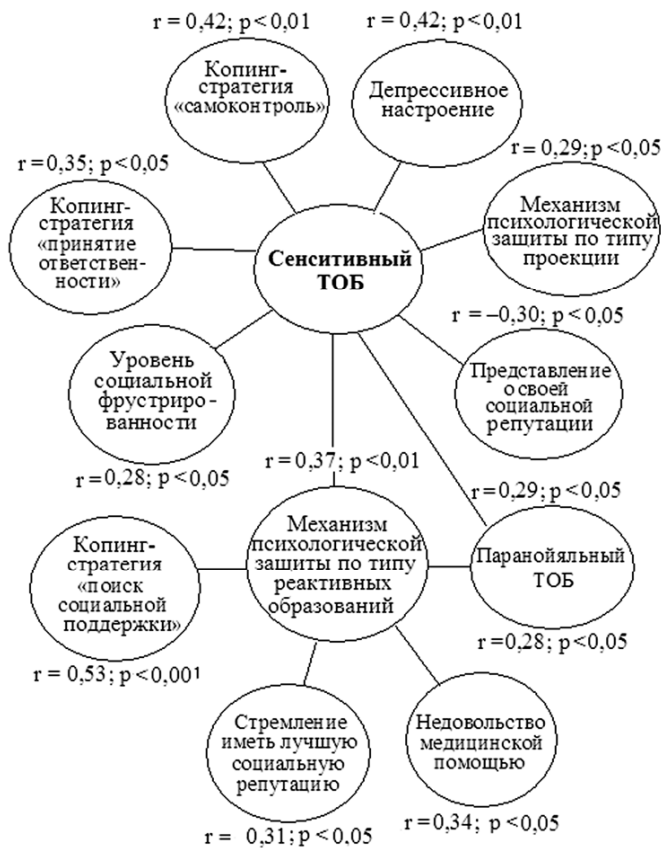 r = 0,42; p<0,01
r = 0,42; p<0,01
Копинг-
стратегия
«самоконтроль»
Депрессивное
настроение
r = 0,29; p<0,05
r = 0,35; p<0,05
Механизм
психологической
защиты по типу
проекции
Копинг-
стратегия
«принятие
ответствен-
ности»
Сенситивный
ТОБ
r = –0,30; p<0,05
Уровень
социальной
фрустриро-
ванности
Представление
о своей
социальной
репутации
r = 0,28; p<0,05
r = 0,37; p<0,01
r = 0,29; p<0,05
Механизм
психологической
защиты по типу
реактивных
образований
Копинг-
стратегия
«поиск
социальной
поддержки»
Паранойяльный
ТОБ
r = 0,28; p<0,05
r = 0,53; p<0,001
Стремление
иметь лучшую
социальную
репутацию
Недовольство
медицинской
помощью
r = 0,31; p<0,05
r = 0,34; p<0,05